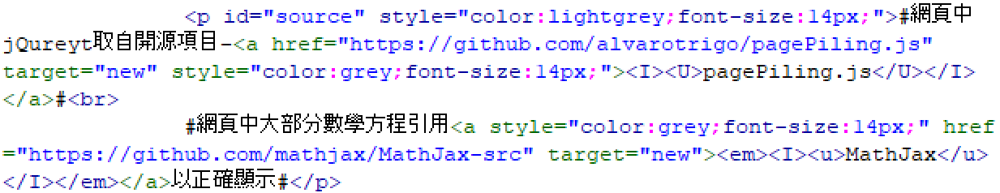 <p id="source" style="color:lightgrey;font-size:14px;">#網頁中
jQureyt取自開源項目-<a href="https://github.com/alvarotrigo/pagePiling.js"
target="new" style="color:grey;font-size:14px;"><I><U>pagePiling.js</U></I>
</a>#<br>
#網頁中大部分數學方程引用<a style="color:grey;font-size:14px;" href
="https://github.com/mathjax/MathJax-src" target="new"><em><I><u>MathJax</u>
</I></em></a>以正確顯示#</p>